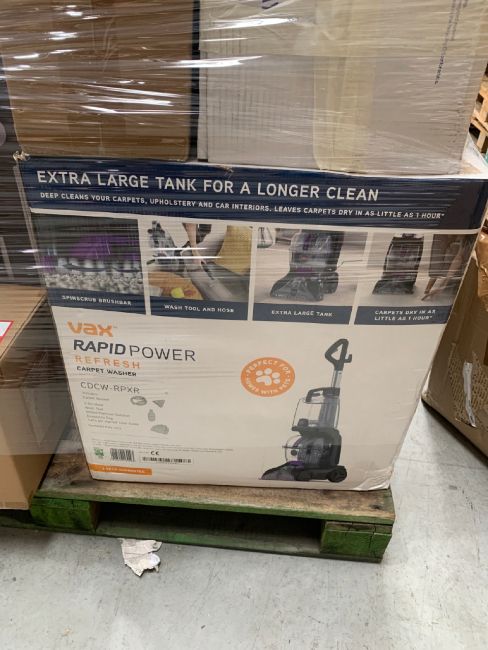 EXTRA LARGE TANK FOR A LONGER CLEAN
DEEP CLEANS YOUR CARPETS, UPHOLSTERY AND CAR INTERIORS. LEAVES CARPETS DRY IN AS LITTLE AS 1 HOUR*
SPINSCRUB BRUSHBAR
WASH TOOL AND HOSE
EXTRA LARGE TANK
CARPETS DRY IN AS
LITTLE AS 1 HOUR*
VAX
RAPID POWER
REFRESH
CARPET WASHER
CDCW-RPXR
PERFECT FOR
HOMES WITH PETS
CE